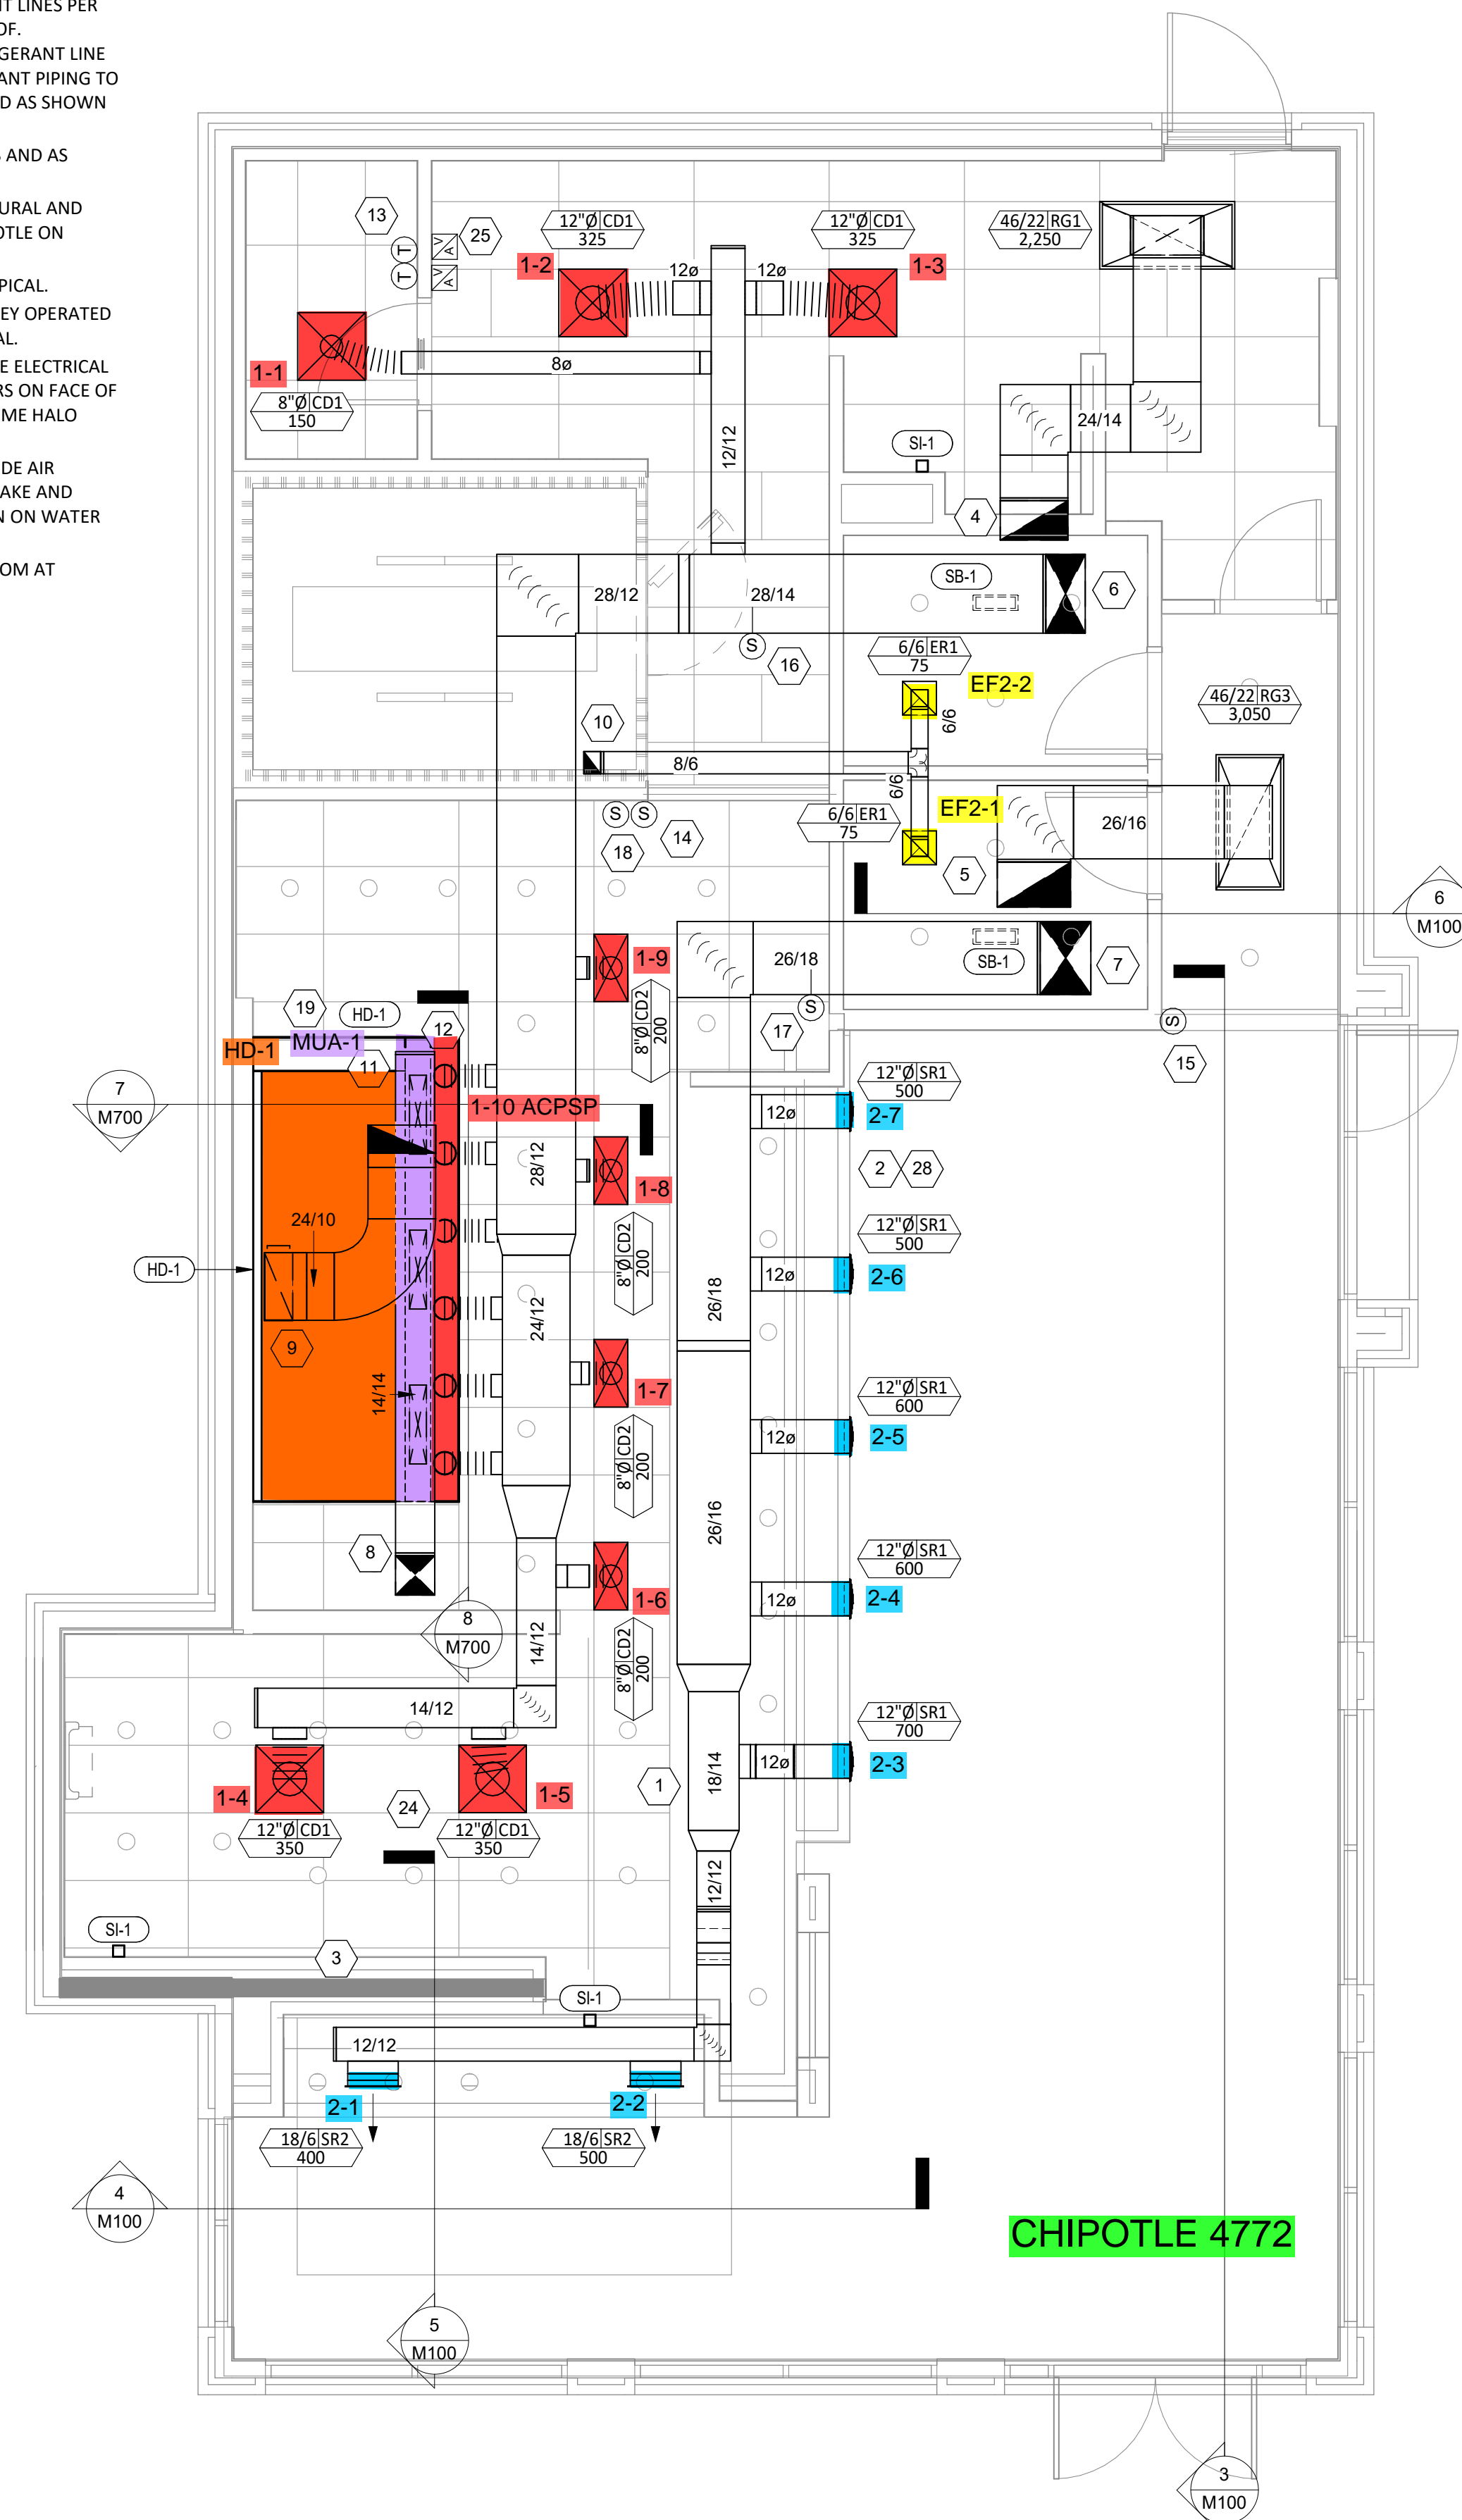 IT LINES PER
OF.
GERANT LINE
ANT PIPING TO
D AS SHOWN
S AND AS
URAL AND
OTLE ON
PICAL.
EY OPERATED
AL.
E ELECTRICAL
RS ON FACE OF
ME HALO
DE AIR
AKE AND
N ON WATER
OM AT
13
T
T
V
A
V
A
25
12"Ø CD1
325
12"Ø CD1
325
46/22 RG1
2,250
1-2
12ø
12ø
1-3
1-1
8ø
8"Ø CD1
150
12/12
24/14
SI-1
4
28/12
28/14
SB-1
6
S
16
6/6 ER1
75
EF2-2
6/6
46/22 RG3
3,050
10
8/6
6/6
6/6 ER1
75
EF2-1
26/16
S
S
18
14
5
6
M100
1-9
26/18
SB-1
7
8"Ø CD2
200
S
17
S
15
19
HD-1
12
HD-1
MUA-1
11
7
M700
1-10 ACPSP
12"Ø SR1
500
12ø
2-7
2
28
28/12
1-8
24/10
HD-1
8"Ø CD2
200
12"Ø SR1
500
12ø
2-6
26/18
24/12
9
14/14
1-7
12"Ø SR1
600
12ø
2-5
8"Ø CD2
200
26/16
8
1-6
12"Ø SR1
600
12ø
2-4
8
M700
14/12
8"Ø CD2
200
14/12
12"Ø SR1
700
12ø
2-3
18/14
1
1-4
1-5
24
12"Ø CD1
350
12"Ø CD1
350
12/12
SI-1
3
SI-1
12/12
2-1
2-2
18/6 SR2
400
18/6 SR2
500
4
M100
CHIPOTLE 4772
5
M100
3
M100